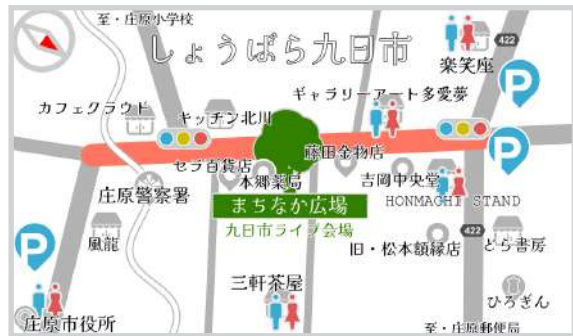 至・庄原小学校
しょうばら九日市
422
楽笑座
P
ギャラリーアート多愛夢
カフェクラウド
キッチン北川
セラ百貨店
藤田金物店
P
本郷薬局
吉岡中央堂
庄原警察署
HONMACHI STAND
まちなか広場
九日市ライブ会場
422
風龍
旧・松本額縁店
とら書房
P
三軒茶屋
ひろぎん
庄原市役所
至・庄原郵便局